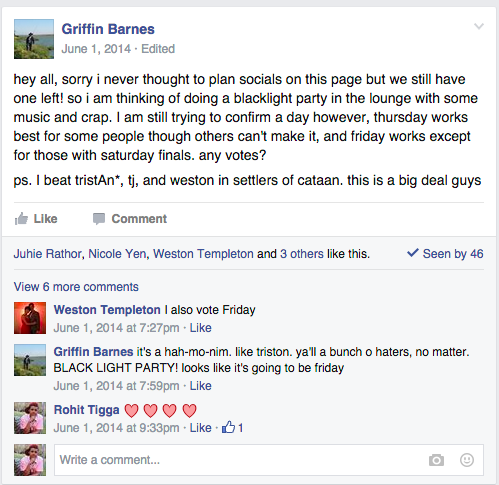 Griffin Barnes
June 1, 2014 · Edited
hey all, sorry i never thought to plan socials on this page but we still have
one left! so i am thinking of doing a blacklight party in the lounge with some
music and crap. I am still trying to confirm a day however, thursday works
best for some people though others can't make it, and friday works except
for those with saturday finals. any votes?
ps. I beat tristAn*, tj, and weston in settlers of cataan. this is a big deal guys
Like Comment
Juhie Rathor, Nicole Yen, Weston Templeton and 3 others like this. ✓ Seen by 46
View 6 more comments
Weston Templeton I also vote Friday
June 1, 2014 at 7:27pm · Like
Griffin Barnes it's a hah-mo-nim. like triston. ya'll a bunch o haters, no matter.
BLACK LIGHT PARTY! looks like it's going to be friday
June 1, 2014 at 7:59pm · Like
Rohit Tigga
June 1, 2014 at 9:33pm · Like · 1
Write a comment...